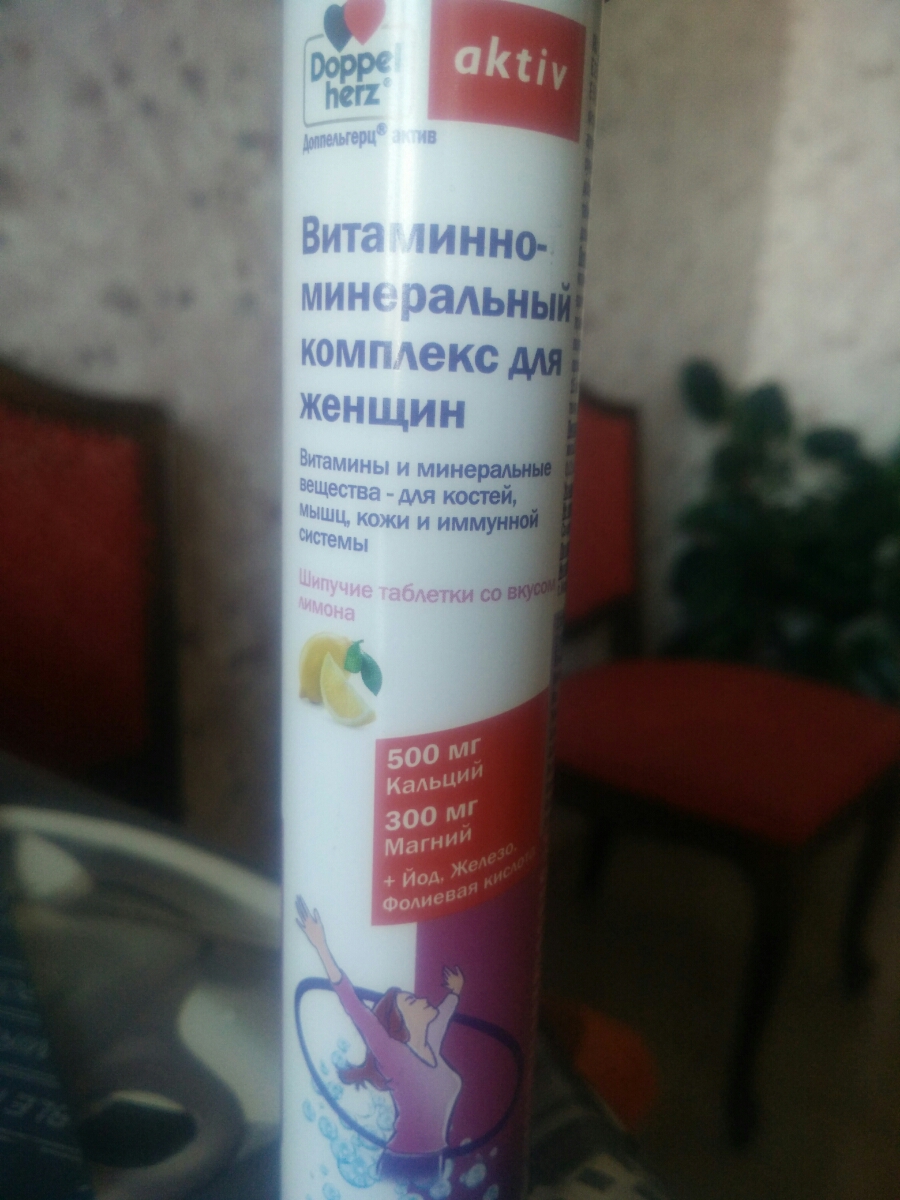 Doppel
herz®
aktiv
Доппельгерц® актив
Витаминно-
минеральный
комплекс для
женщин
Витамины и минеральные
вещества - для костей,
мышц, кожи и иммунной
системы
Шипучие таблетки со вкусом
лимона
500 мг
Кальций
300 мг
Магний
+ Йод, Железо,
Фолиевая кислота